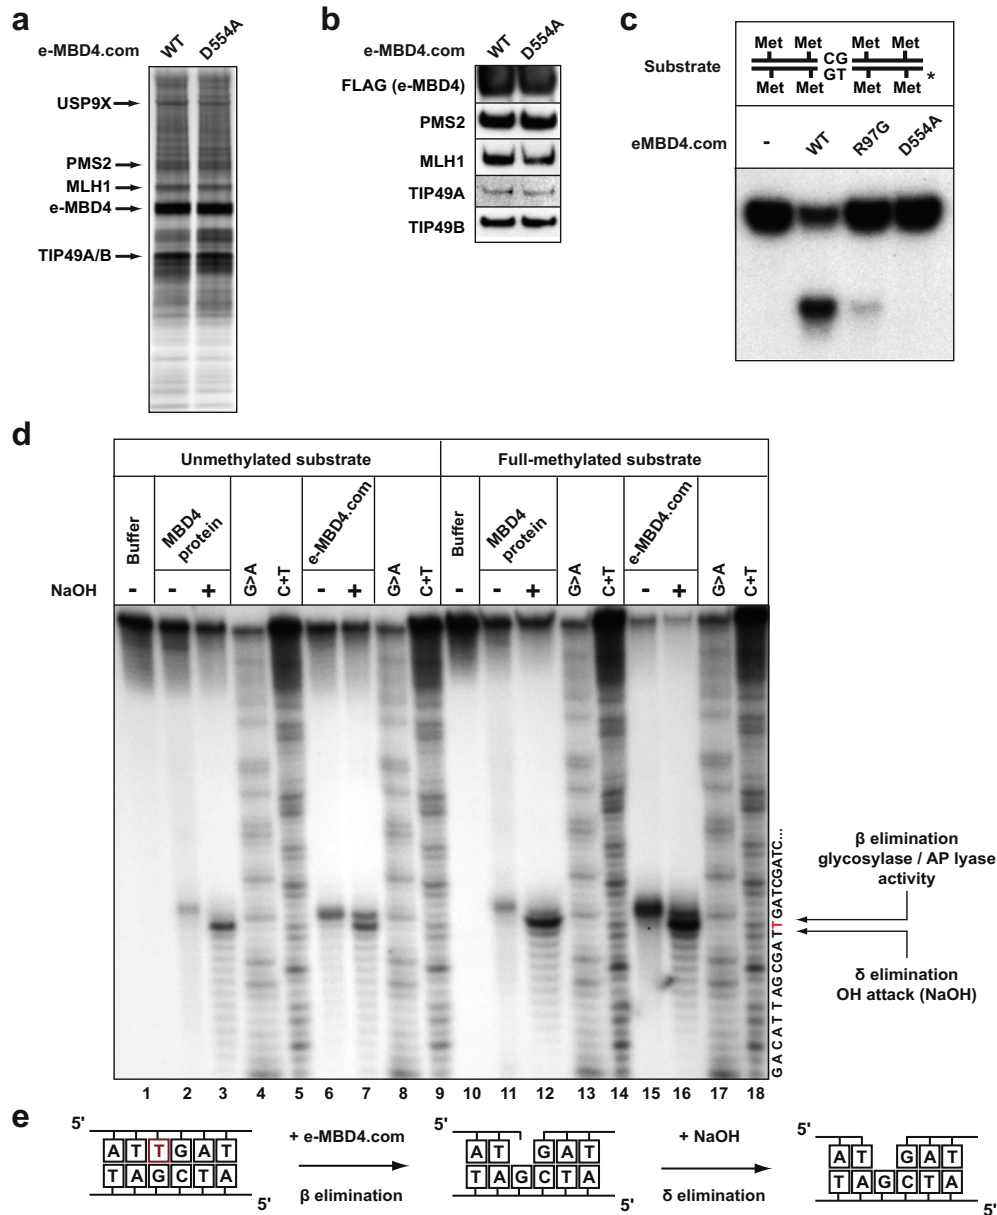 a
e-MBD4.com
WT
D554A
USP9X
PMS2
MLH1
e-MBD4
TIP49A/B
b
e-MBD4.com
WT
D554A
FLAG (e-MBD4)
PMS2
MLH1
TIP49A
TIP49B
c
Substrate
Met Met Met Met
CG
GT
Met Met Met Met *
eMBD4.com
- WT R97G D554A
d
Unmethylated substrate Full-methylated substrate
Buffer MBD4 protein G>A C+T e-MBD4.com G>A C+T Buffer MBD4 protein G>A C+T e-MBD4.com G>A C+T
NaOH - - + - + - - + - +
GACATTAGCGATTGATCGATC...
β elimination
glycosylase / AP lyase
activity
δ elimination
OH attack (NaOH)
1 2 3 4 5 6 7 8 9 10 11 12 13 14 15 16 17 18
e
5'
A T T G A T
T A G C T A
5'
+ e-MBD4.com
β elimination
5'
A T G A T
T A G C T A
5'
+ NaOH
δ elimination
5'
A T G A T
T A G C T A
5'